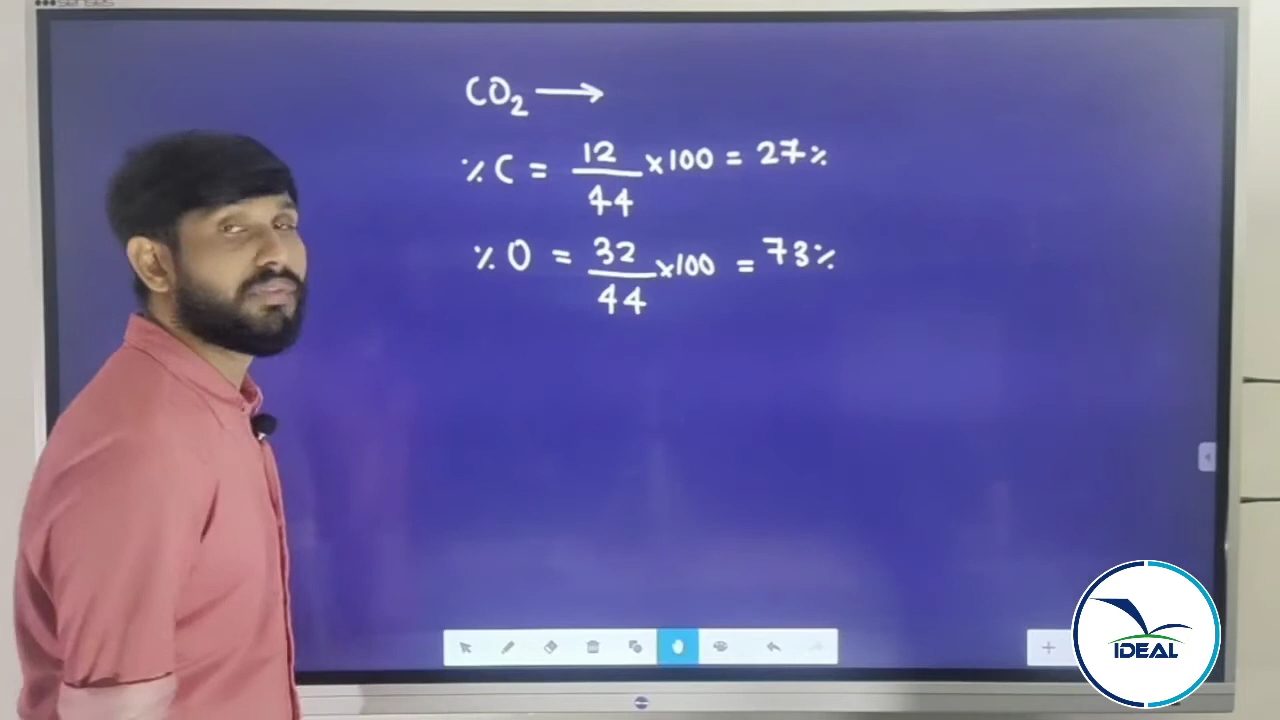 CO₂ ⟶
% C = 12/44 ×100 = 27%
% O = 32/44 ×100 = 73%
IDEAL